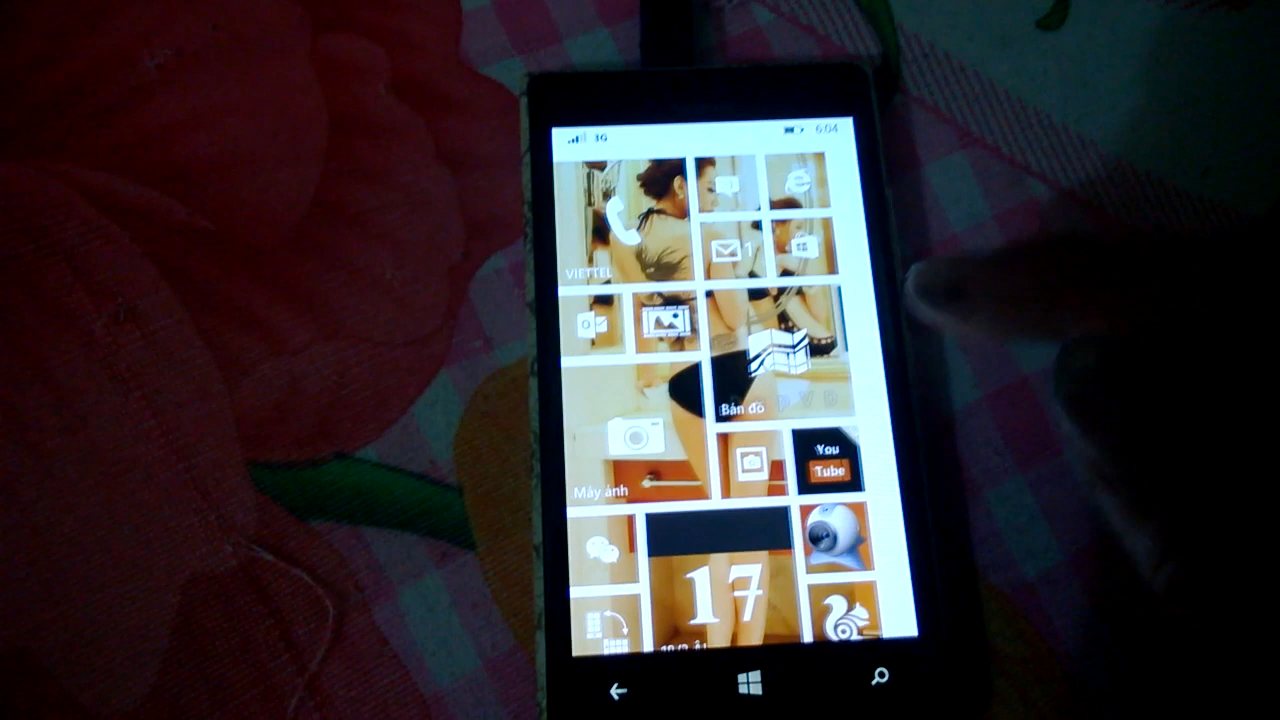 3G
6:04
VIETTEL
1
Bản đồ
You
Tube
Máy ảnh
17